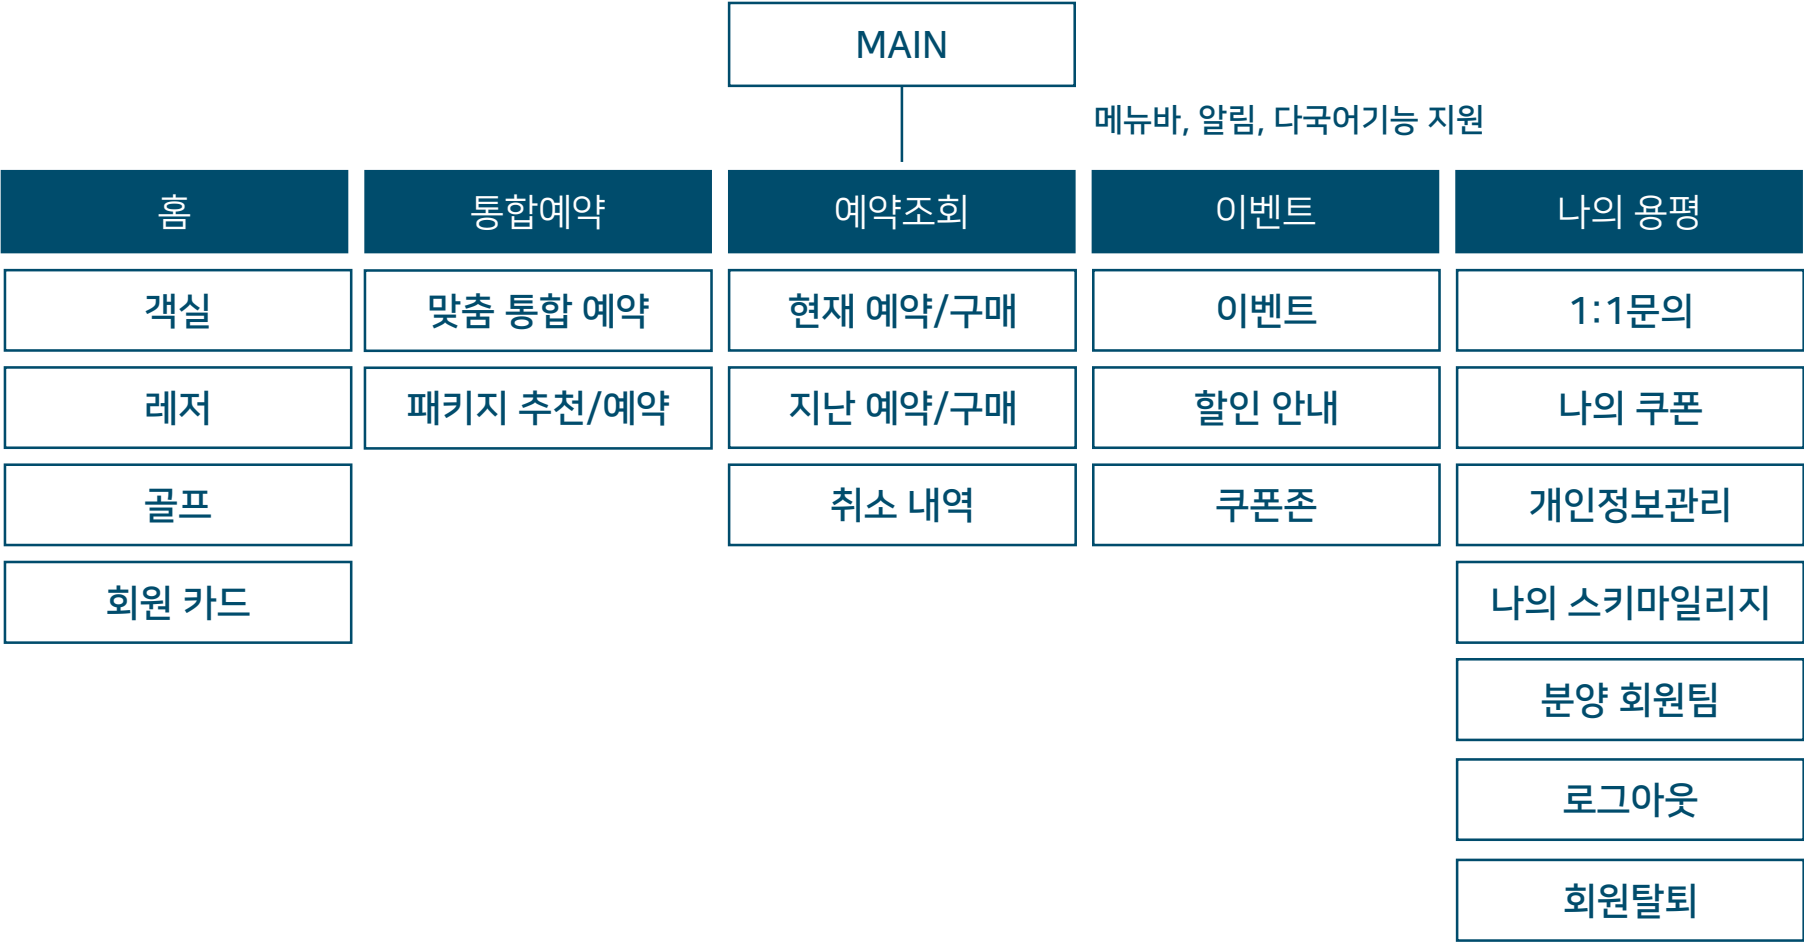 MAIN
메뉴바, 알림, 다국어기능 지원
홈
통합예약
예약조회
이벤트
나의 용평
객실
맞춤 통합 예약
현재 예약/구매
이벤트
1:1문의
레저
패키지 추천/예약
지난 예약/구매
할인 안내
나의 쿠폰
골프
취소 내역
쿠폰존
개인정보관리
회원 카드
나의 스키마일리지
분양 회원팀
로그아웃
회원탈퇴